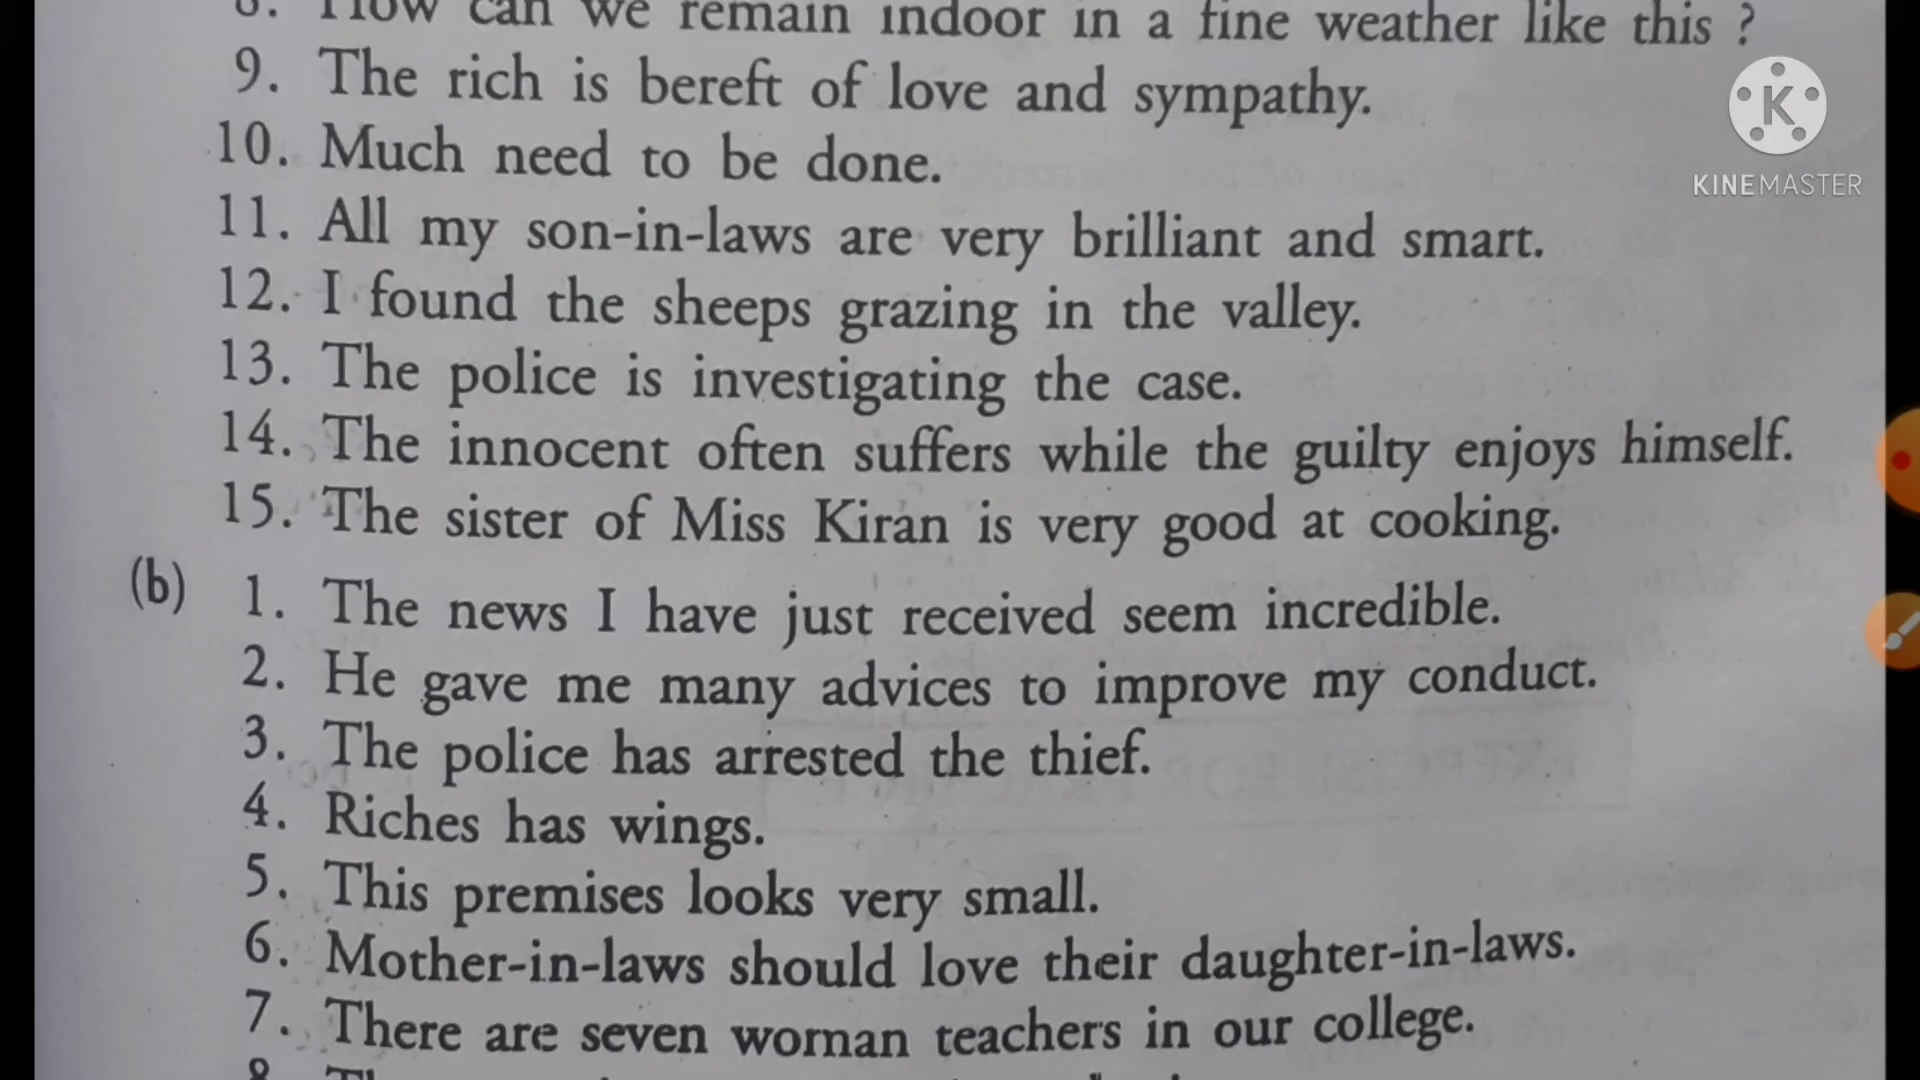 8. How can we remain indoor in a fine weather like this ?
9. The rich is bereft of love and sympathy.
10. Much need to be done.
11. All my son-in-laws are very brilliant and smart.
12. I found the sheeps grazing in the valley.
13. The police is investigating the case.
14. The innocent often suffers while the guilty enjoys himself.
15. The sister of Miss Kiran is very good at cooking.
(b) 1. The news I have just received seem incredible.
2. He gave me many advices to improve my conduct.
3. The police has arrested the thief.
4. Riches has wings.
5. This premises looks very small.
6. Mother-in-laws should love their daughter-in-laws.
7. There are seven woman teachers in our college.
8.
K
KINEMASTER